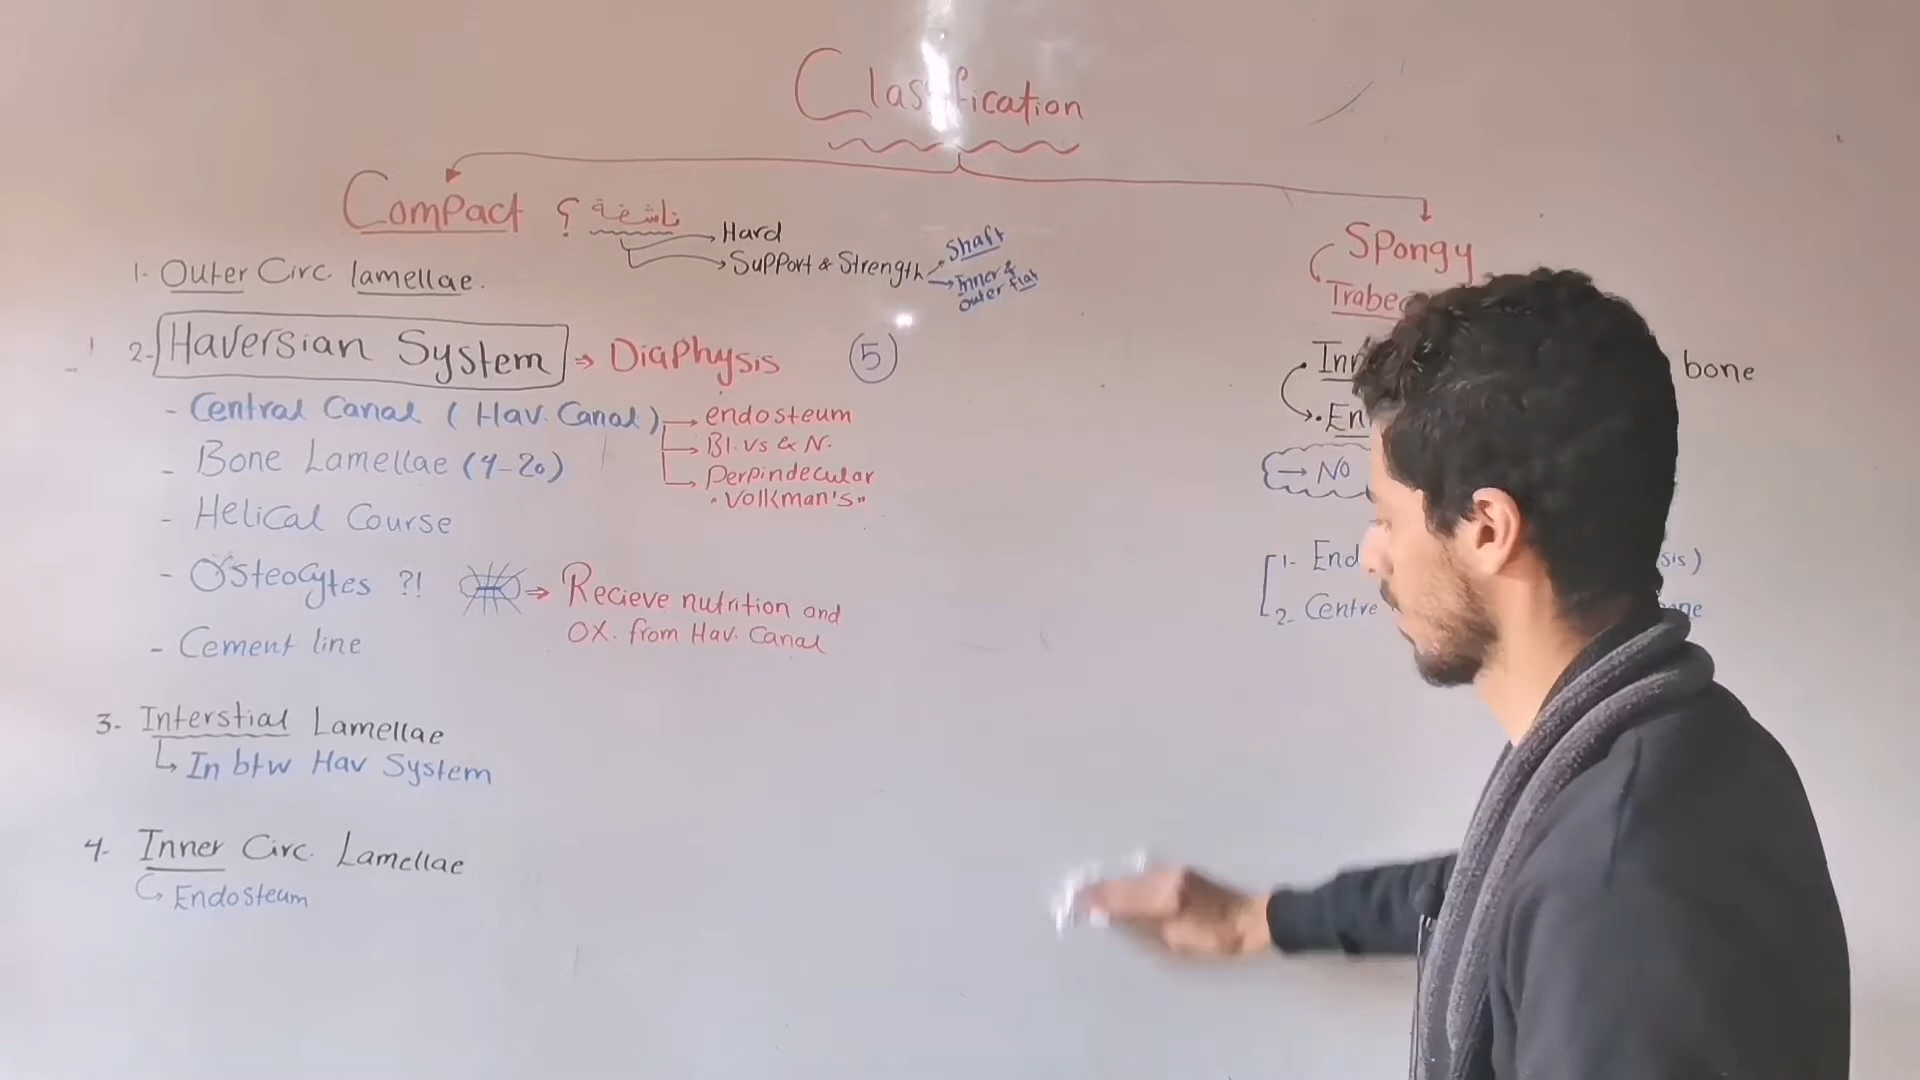 Classification
Compact ؟ ناشفة
Hard
Support & Strength
Shaft
Inner &
outer flat
1- Outer Circ. lamellae.
2- Haversian System ⇒ Diaphysis 5
- Central Canal (Hav. Canal) → endosteum
→ Bl. vs & N.
→ Perpindecular
"Volkman's"
- Bone Lamellae (4-20)
- Helical Course
- Osteocytes ?! ⇒ Recieve nutrition and
OX. from Hav. Canal
- Cement line
3- Interstial Lamellae
In btw Hav System
4- Inner Circ. Lamellae
Endosteum
Spongy
bone
→ No
1-
2- Centre